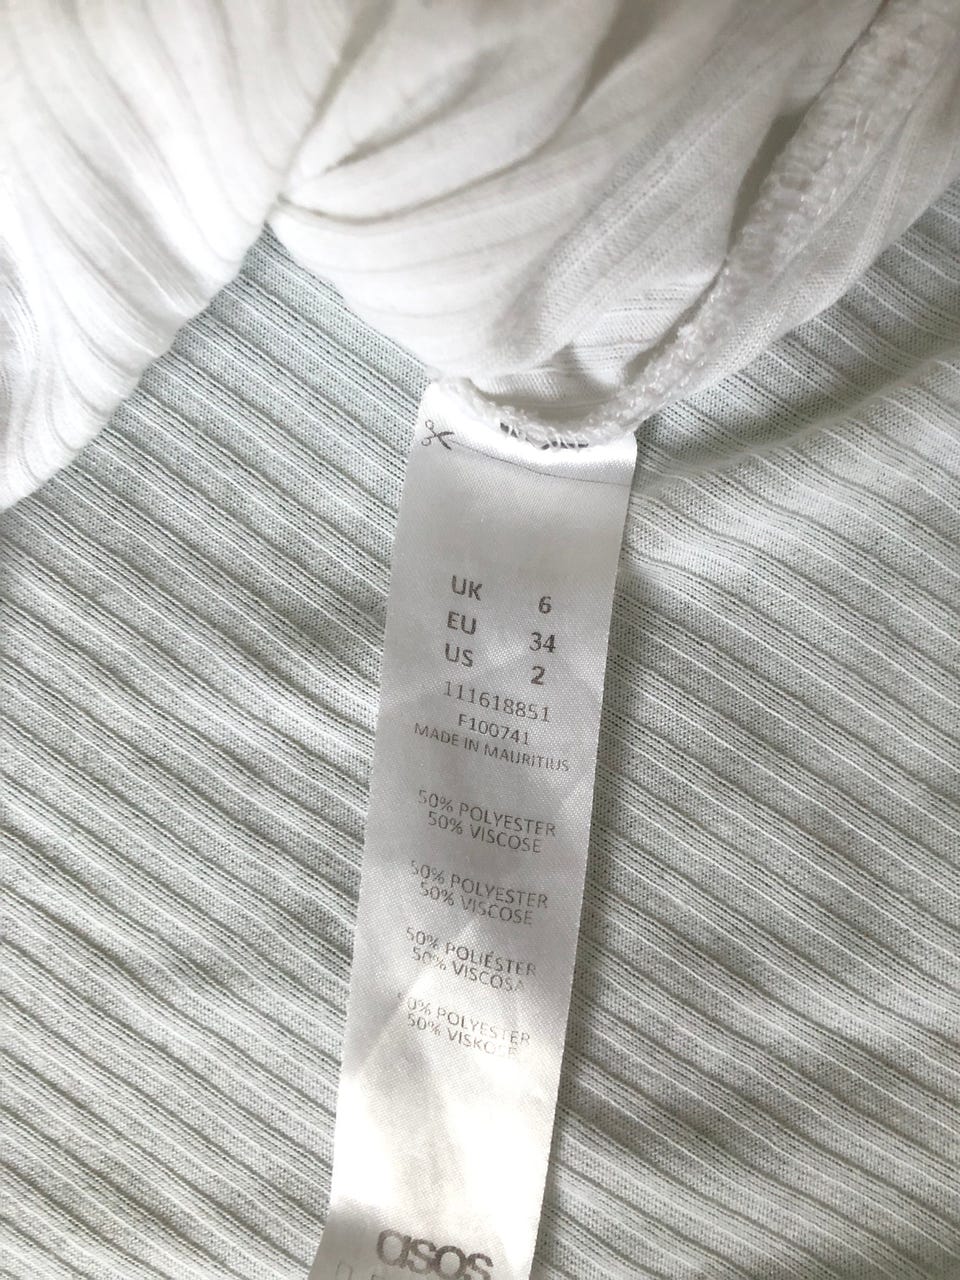 UK 6
EU 34
US 2
111618851
F100741
MADE IN MAURITIUS
50% POLYESTER
50% VISCOSE
50% POLYESTER
50% VISCOSE
50% POLIÉSTER
50% VISCOSA
50% POLYESTER
50% VISKOSE
asos